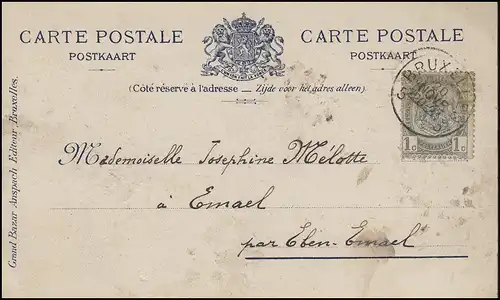 CARTE POSTALE
POSTKAART
CARTE POSTALE
POSTKAART
(Côté réservé à l'adresse — Zijde voor het adres alleen).
Grand Bazar Anspach Editeur Bruxelles.
BRUXELLES
1c 1c
Mademoiselle Josephine Mélotte
à Emael
par Eben-Emael